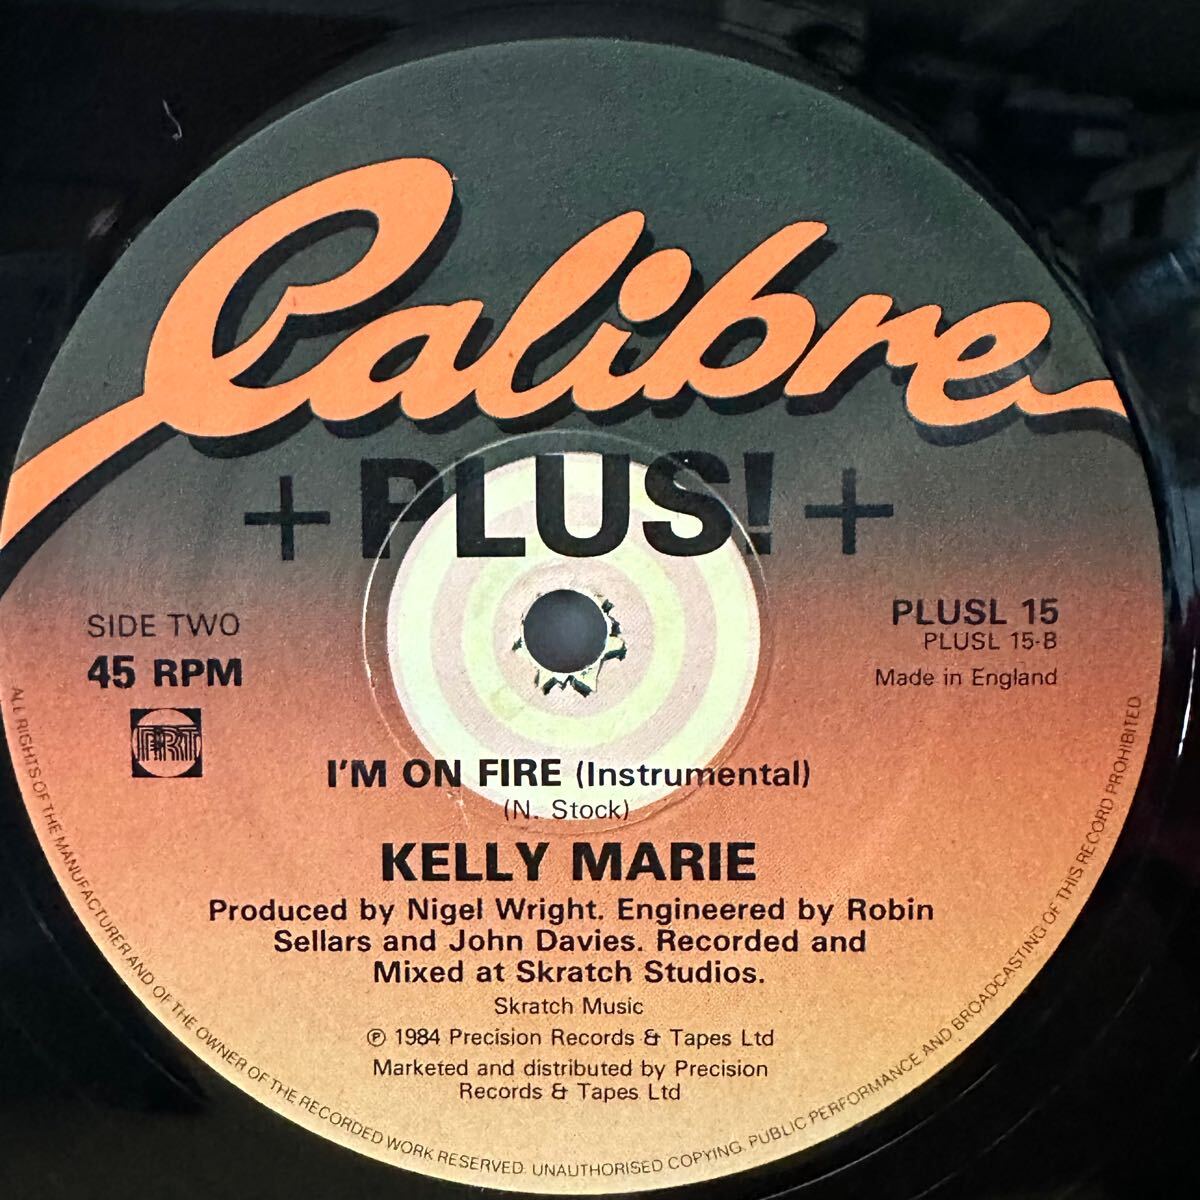 Calibre
+ PLUS! +
SIDE TWO
45 RPM
PRT
PLUSL 15
PLUSL 15-B
Made in England
I'M ON FIRE (Instrumental)
(N. Stock)
KELLY MARIE
Produced by Nigel Wright. Engineered by Robin
Sellars and John Davies. Recorded and
Mixed at Skratch Studios.
Skratch Music
℗ 1984 Precision Records & Tapes Ltd
Marketed and distributed by Precision
Records & Tapes Ltd
ALL RIGHTS OF THE MANUFACTURER AND OF THE OWNER OF THE RECORDED WORK RESERVED. UNAUTHORISED COPYING, PUBLIC PERFORMANCE AND BROADCASTING OF THIS RECORD PROHIBITED